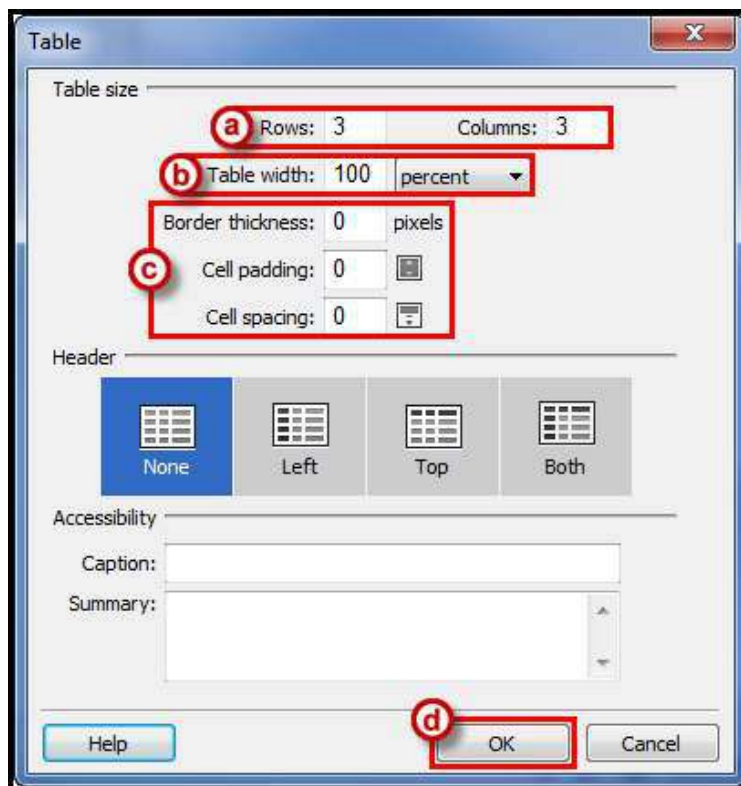 Table
Table size
a Rows: 3 Columns: 3
b Table width: 100 percent
Border thickness: 0 pixels
c Cell padding: 0
Cell spacing: 0
Header
None Left Top Both
Accessibility
Caption:
Summary:
d
Help OK Cancel